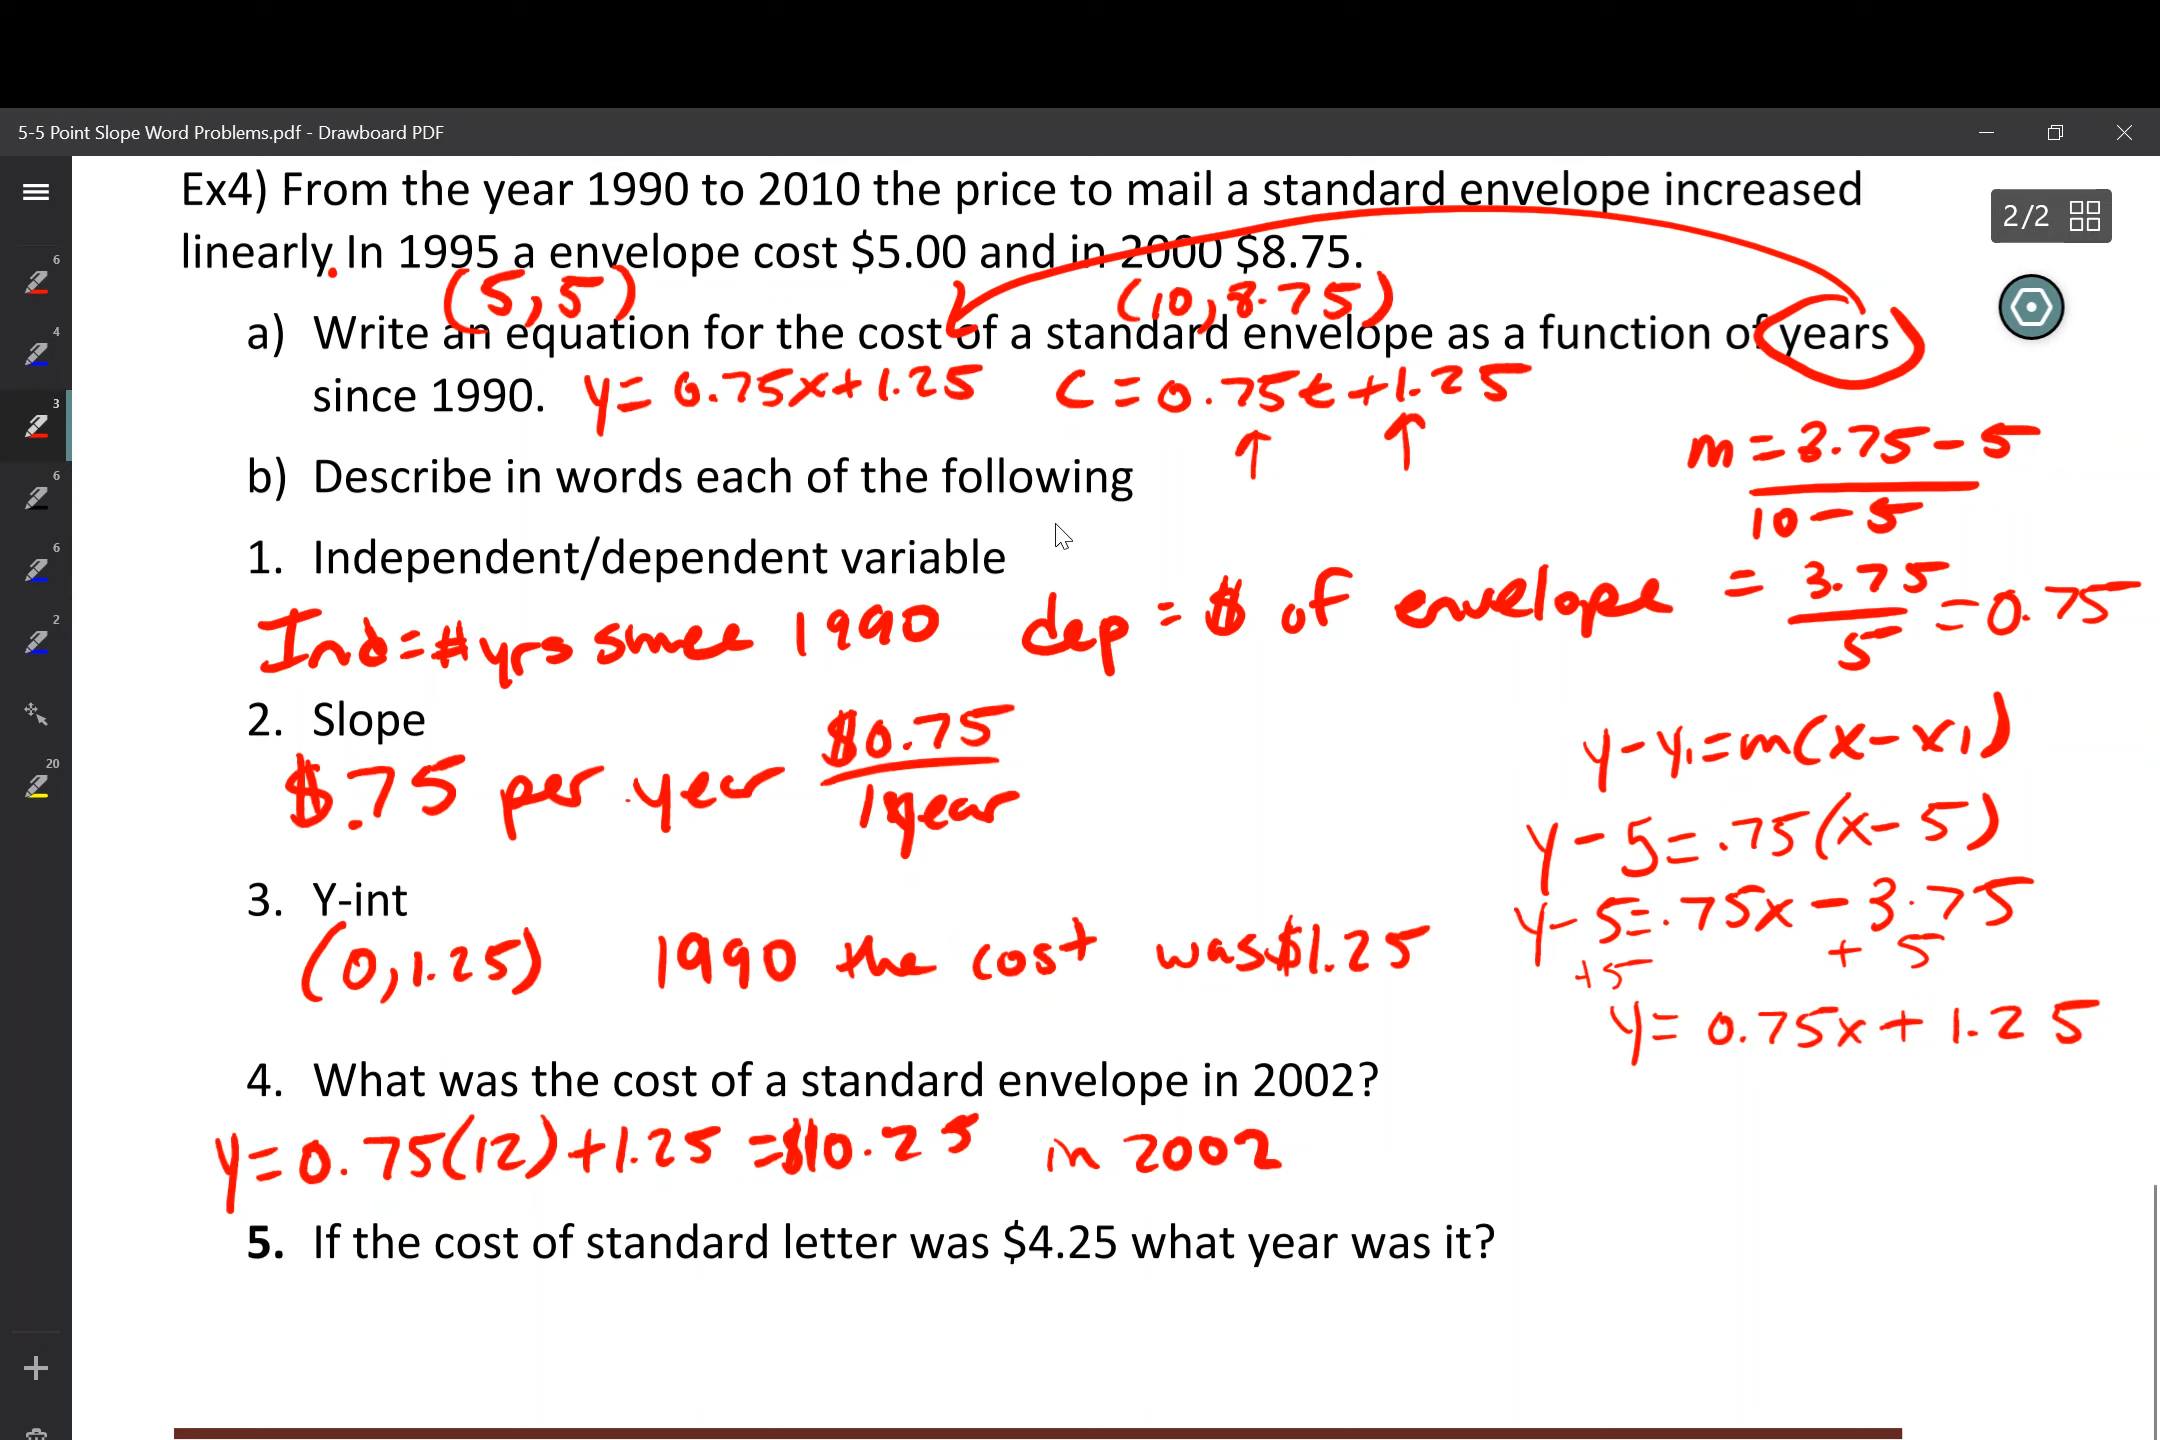 5-5 Point Slope Word Problems.pdf - Drawboard PDF
2/2
6
4
3
6
6
2
20
Ex4) From the year 1990 to 2010 the price to mail a standard envelope increased
linearly. In 1995 a envelope cost $5.00 and in 2000 $8.75.
(5,5) (10,8.75)
a) Write an equation for the cost of a standard envelope as a function of years
since 1990. y=0.75x+1.25 C=0.75t+1.25
m=8.75-5
10-5
b) Describe in words each of the following
1. Independent/dependent variable
= 3.75 =0.75
5
Ind=#yrs since 1990 dep=$ of envelope
2. Slope
$.75 per year $0.75
1year
y-y1=m(x-x1)
y-5=.75(x-5)
y-5=.75x-3.75
+5 +5
y=0.75x+1.25
3. Y-int
(0,1.25) 1990 the cost was $1.25
4. What was the cost of a standard envelope in 2002?
y=0.75(12)+1.25=$10.25 in 2002
5. If the cost of standard letter was $4.25 what year was it?